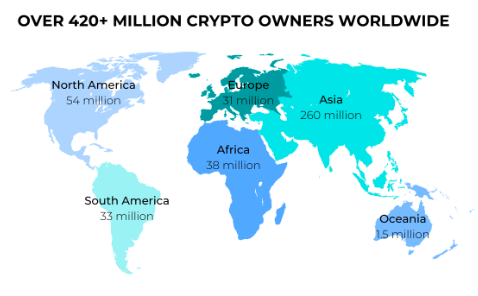 OVER 420+ MILLION CRYPTO OWNERS WORLDWIDE
North America
54 million
Europe
31 million
Asia
260 million
Africa
38 million
South America
33 million
Oceania
1.5 million